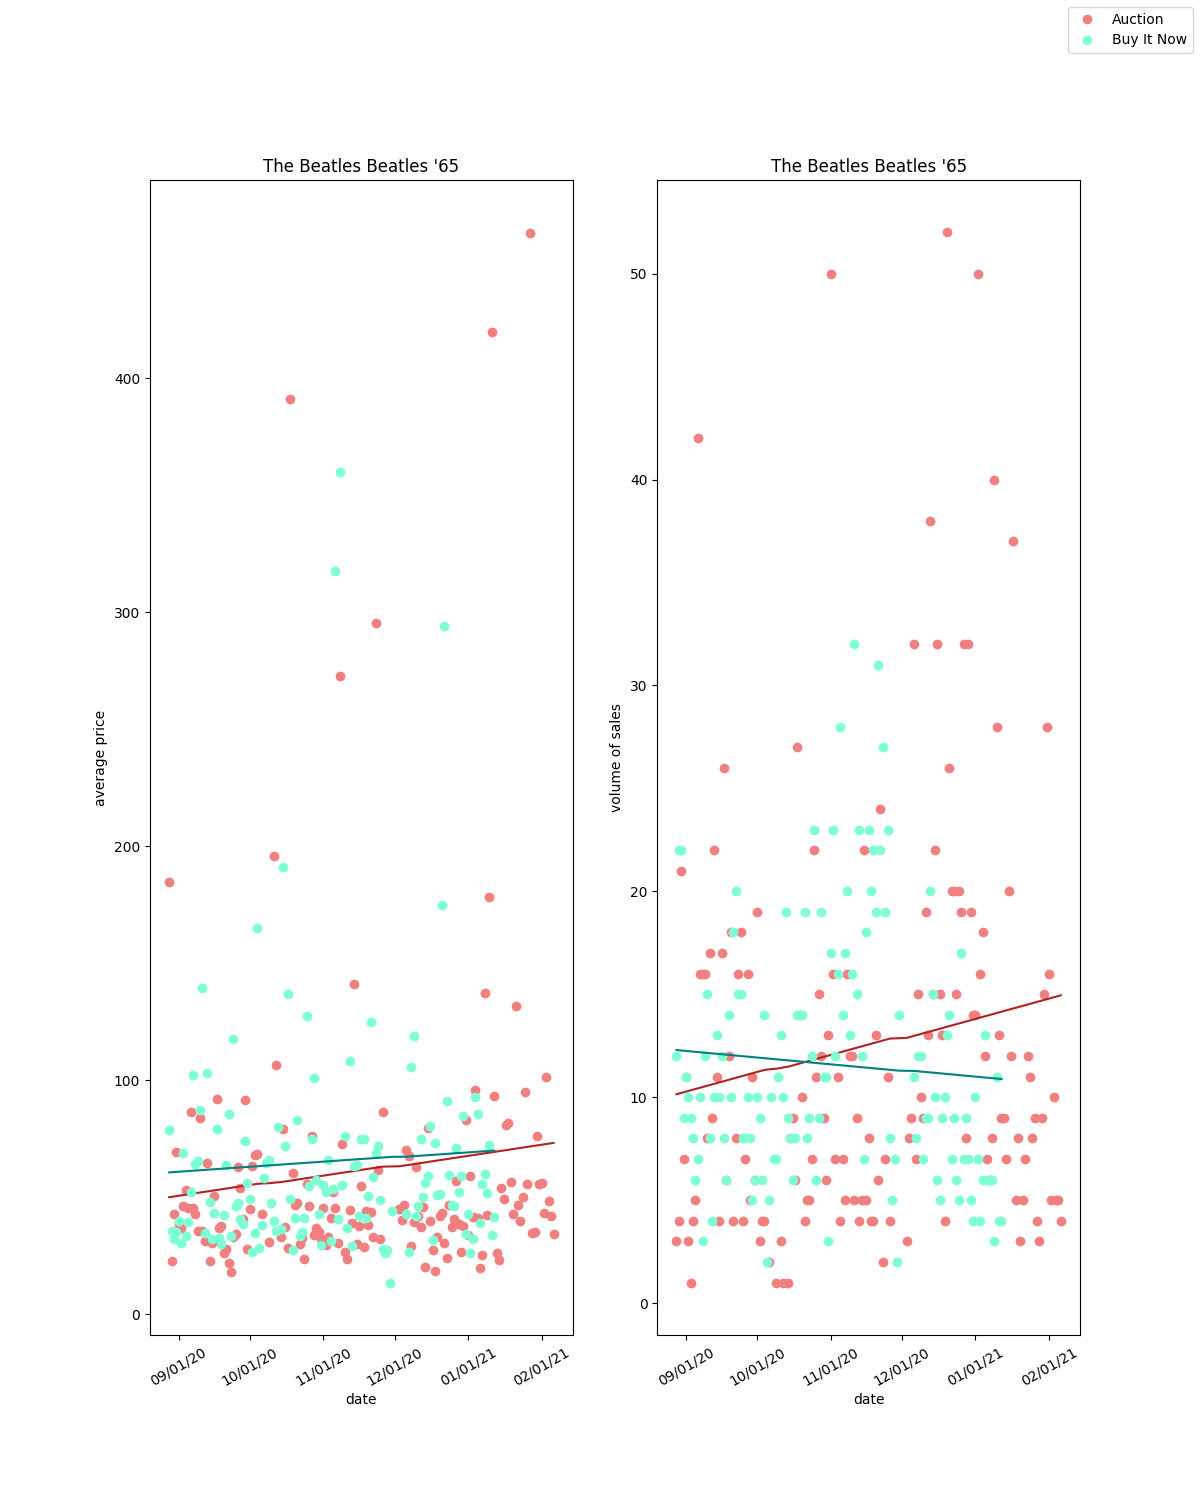 Auction
Buy It Now
The Beatles Beatles '65
average price
0
100
200
300
400
09/01/20
10/01/20
11/01/20
12/01/20
01/01/21
02/01/21
date
The Beatles Beatles '65
volume of sales
0
10
20
30
40
50
09/01/20
10/01/20
11/01/20
12/01/20
01/01/21
02/01/21
date